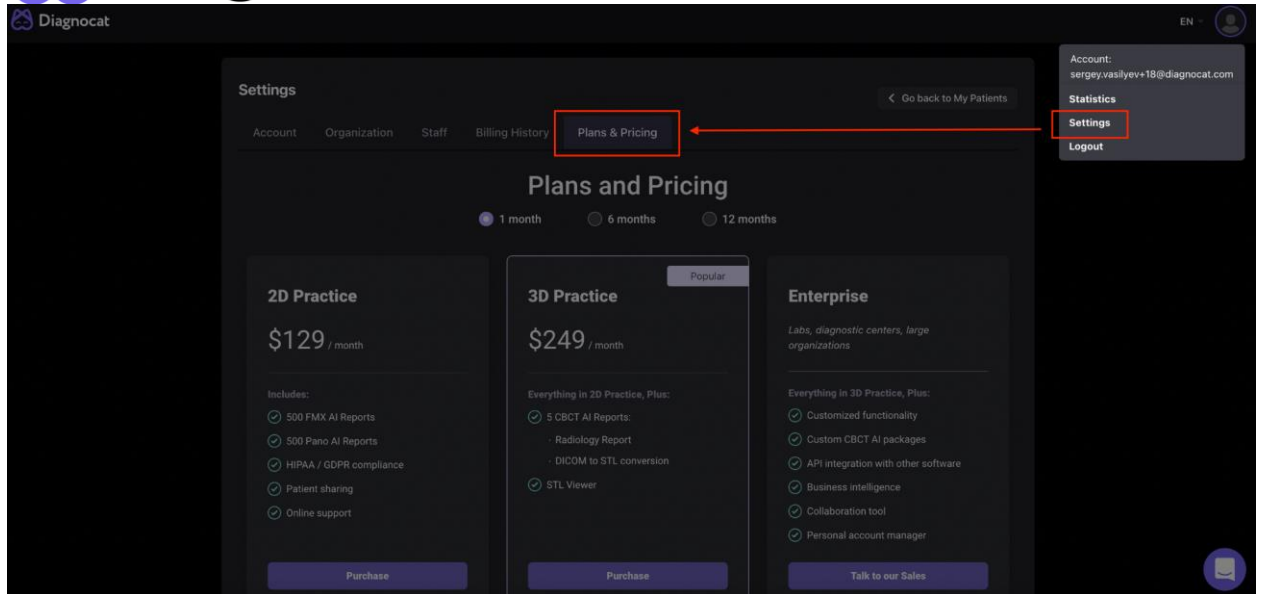 Diagnocat
EN
Account:
sergey.vasilyev+18@diagnocat.com
Statistics
Settings
Logout
Settings
Go back to My Patients
Account
Organization
Staff
Billing History
Plans & Pricing
Plans and Pricing
1 month
6 months
12 months
2D Practice
$129 / month
Includes:
500 FMX AI Reports
500 Pano AI Reports
HIPAA / GDPR compliance
Patient sharing
Online support
Purchase
Popular
3D Practice
$249 / month
Everything in 2D Practice, Plus:
5 CBCT AI Reports:
· Radiology Report
· DICOM to STL conversion
STL Viewer
Purchase
Enterprise
Labs, diagnostic centers, large
organizations
Everything in 3D Practice, Plus:
Customized functionality
Custom CBCT AI packages
API integration with other software
Business intelligence
Collaboration tool
Personal account manager
Talk to our Sales